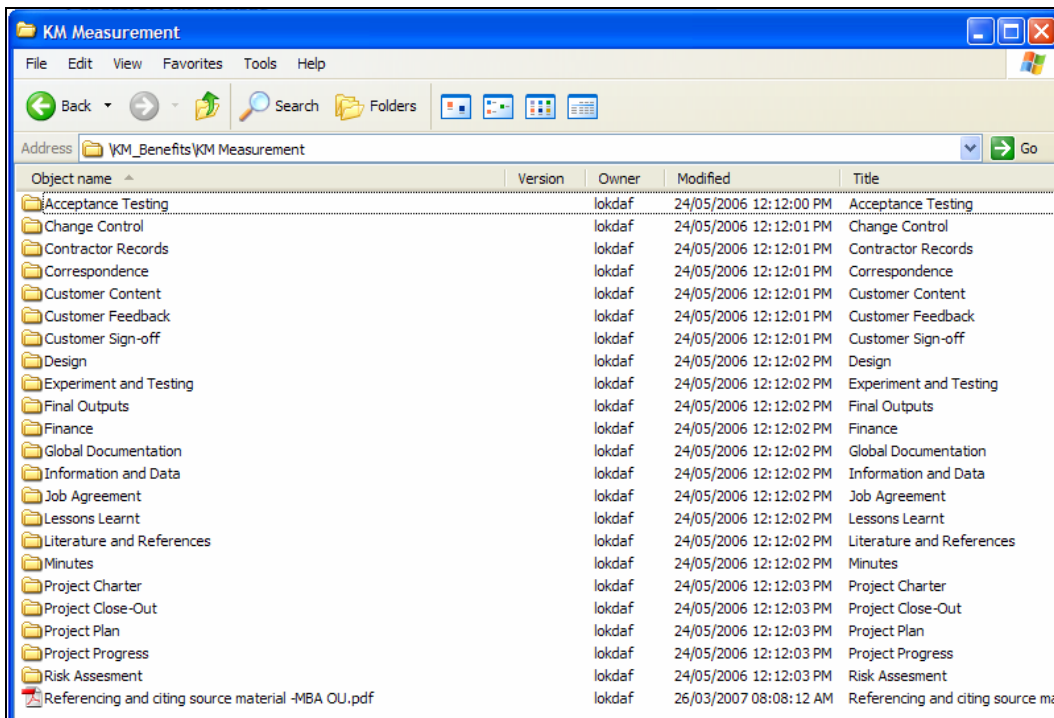 KM Measurement
File Edit View Favorites Tools Help
Back Search Folders
Address \KM_Benefits\KM Measurement Go
Object name Version Owner Modified Title
Acceptance Testing lokdaf 24/05/2006 12:12:00 PM Acceptance Testing
Change Control lokdaf 24/05/2006 12:12:01 PM Change Control
Contractor Records lokdaf 24/05/2006 12:12:01 PM Contractor Records
Correspondence lokdaf 24/05/2006 12:12:01 PM Correspondence
Customer Content lokdaf 24/05/2006 12:12:01 PM Customer Content
Customer Feedback lokdaf 24/05/2006 12:12:01 PM Customer Feedback
Customer Sign-off lokdaf 24/05/2006 12:12:01 PM Customer Sign-off
Design lokdaf 24/05/2006 12:12:02 PM Design
Experiment and Testing lokdaf 24/05/2006 12:12:02 PM Experiment and Testing
Final Outputs lokdaf 24/05/2006 12:12:02 PM Final Outputs
Finance lokdaf 24/05/2006 12:12:02 PM Finance
Global Documentation lokdaf 24/05/2006 12:12:02 PM Global Documentation
Information and Data lokdaf 24/05/2006 12:12:02 PM Information and Data
Job Agreement lokdaf 24/05/2006 12:12:02 PM Job Agreement
Lessons Learnt lokdaf 24/05/2006 12:12:02 PM Lessons Learnt
Literature and References lokdaf 24/05/2006 12:12:02 PM Literature and References
Minutes lokdaf 24/05/2006 12:12:02 PM Minutes
Project Charter lokdaf 24/05/2006 12:12:03 PM Project Charter
Project Close-Out lokdaf 24/05/2006 12:12:03 PM Project Close-Out
Project Plan lokdaf 24/05/2006 12:12:03 PM Project Plan
Project Progress lokdaf 24/05/2006 12:12:03 PM Project Progress
Risk Assesment lokdaf 24/05/2006 12:12:03 PM Risk Assesment
Referencing and citing source material -MBA OU.pdf lokdaf 26/03/2007 08:08:12 AM Referencing and citing source